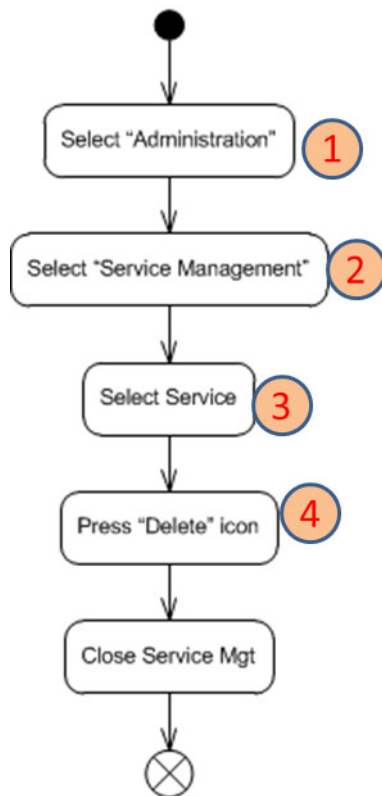 Select “Administration”
1
Select “Service Management”
2
Select Service
3
Press “Delete” icon
4
Close Service Mgt